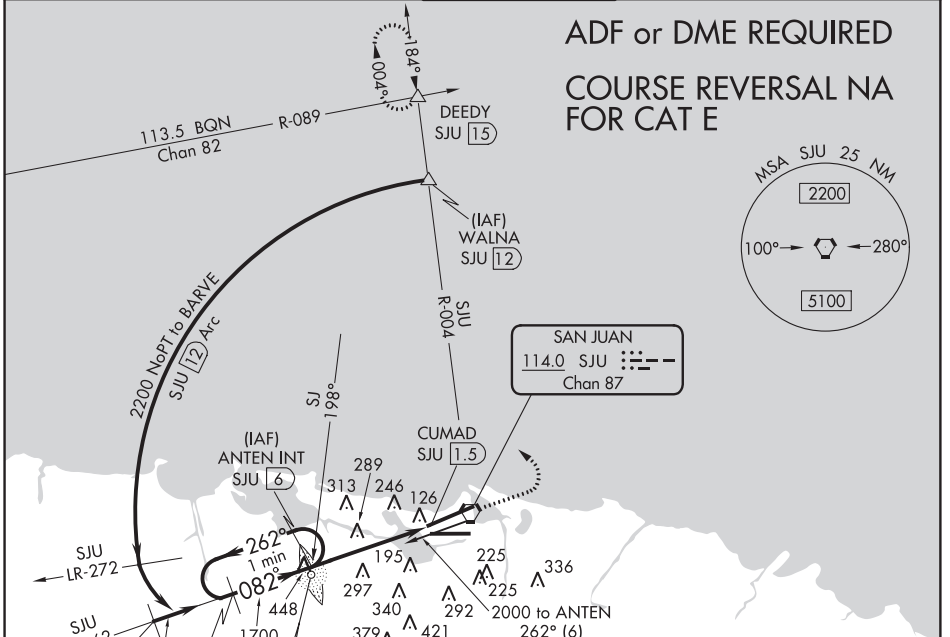 ADF or DME REQUIRED
COURSE REVERSAL NA
FOR CAT E
184°
004°
DEEDY
SJU 15
113.5 BQN R-089
Chan 82
MSA SJU 25 NM
2200
100° 280°
5100
(IAF)
WALNA
SJU 12
SJU
R-004
2200 NoPT to BARVE
SJU 12 Arc
SAN JUAN
114.0 SJU
Chan 87
SJ
198°
(IAF)
ANTEN INT
SJU 6
CUMAD
SJU 1.5
289
313
246
126
SJU
LR-272
262°
1 min
082°
195
225
225
336
297
448
340
292
2000 to ANTEN
262° (6)
SJU
1700
379
421